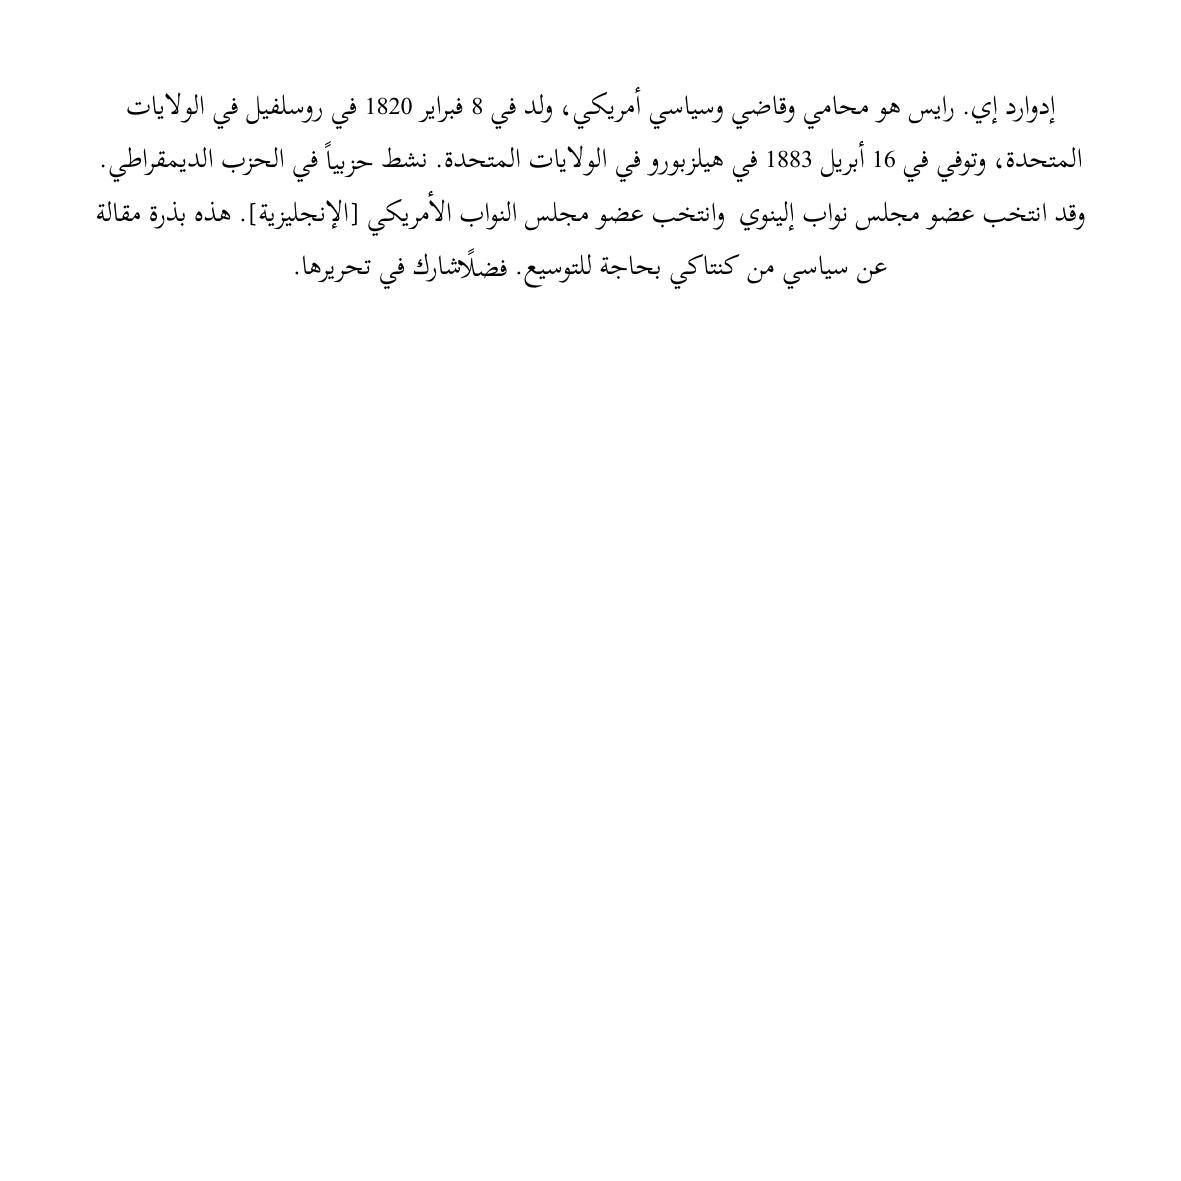 إدوارد إي. رايس هو محامي وقاضي وسياسي أمريكي، ولد في 8 فبراير 1820 في روسلفيل في الولايات
المتحدة، وتوفي في 16 أبريل 1883 في هيلزبورو في الولايات المتحدة. نشط حزبياً في الحزب الديمقراطي.
وقد انتخب عضو مجلس نواب إلينوي  وانتخب عضو مجلس النواب الأمريكي [الإنجليزية]. هذه بذرة مقالة
عن سياسي من كنتاكي بحاجة للتوسيع. فضلًاشارك في تحريرها.